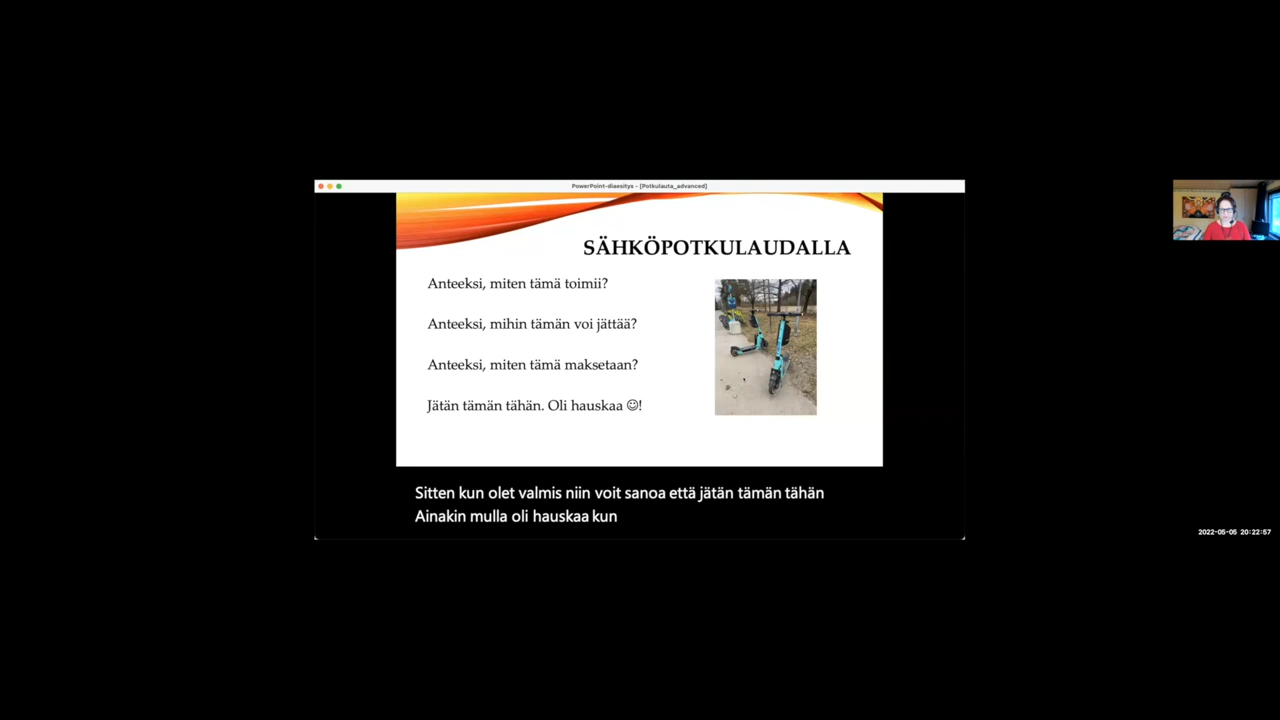 PowerPoint-diaesitys - [Potkulauta_advanced]
SÄHKÖPOTKULAUDALLA
Anteeksi, miten tämä toimii?
Anteeksi, mihin tämän voi jättää?
Anteeksi, miten tämä maksetaan?
Jätän tämän tähän. Oli hauskaa ☺!
Sitten kun olet valmis niin voit sanoa että jätän tämän tähän
Ainakin mulla oli hauskaa kun
2022-05-05 20:22:57